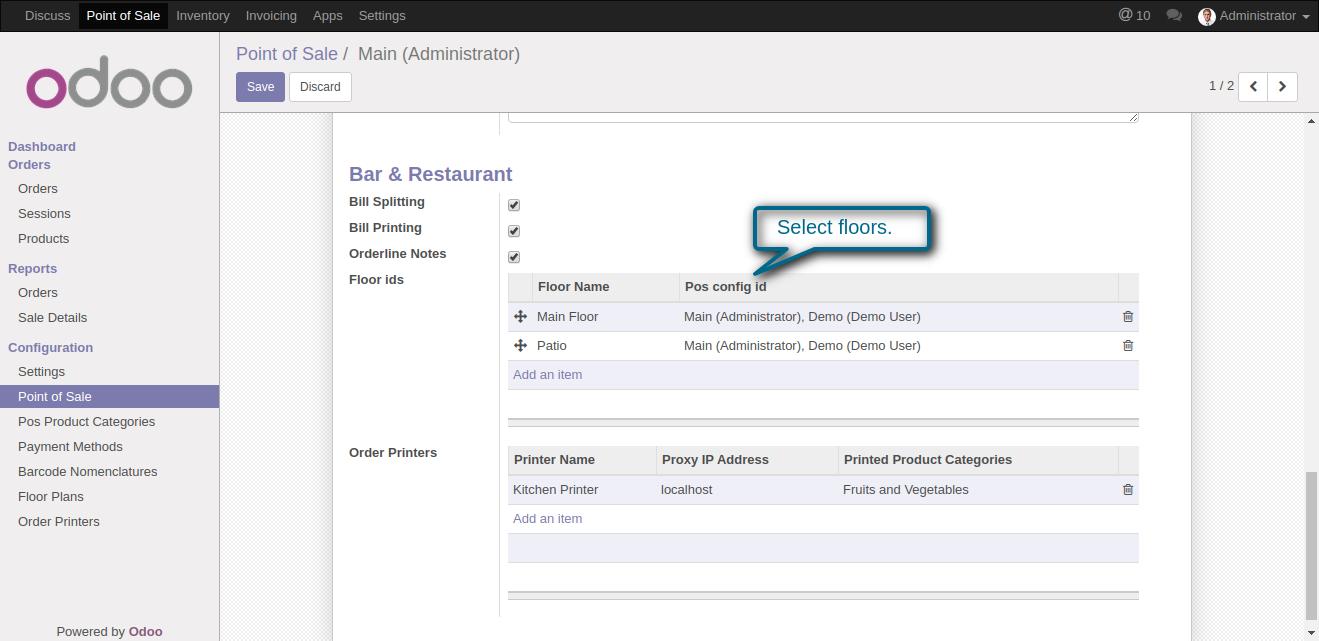 Discuss Point of Sale Inventory Invoicing Apps Settings @ 10 Administrator
odoo
Point of Sale / Main (Administrator)
Save Discard 1 / 2
Dashboard
Orders
Orders
Sessions
Products
Reports
Orders
Sale Details
Configuration
Settings
Point of Sale
Pos Product Categories
Payment Methods
Barcode Nomenclatures
Floor Plans
Order Printers
Powered by Odoo
Bar & Restaurant
Bill Splitting
Bill Printing
Orderline Notes
Select floors.
Floor ids
Floor Name Pos config id
Main Floor Main (Administrator), Demo (Demo User)
Patio Main (Administrator), Demo (Demo User)
Add an item
Order Printers
Printer Name Proxy IP Address Printed Product Categories
Kitchen Printer localhost Fruits and Vegetables
Add an item